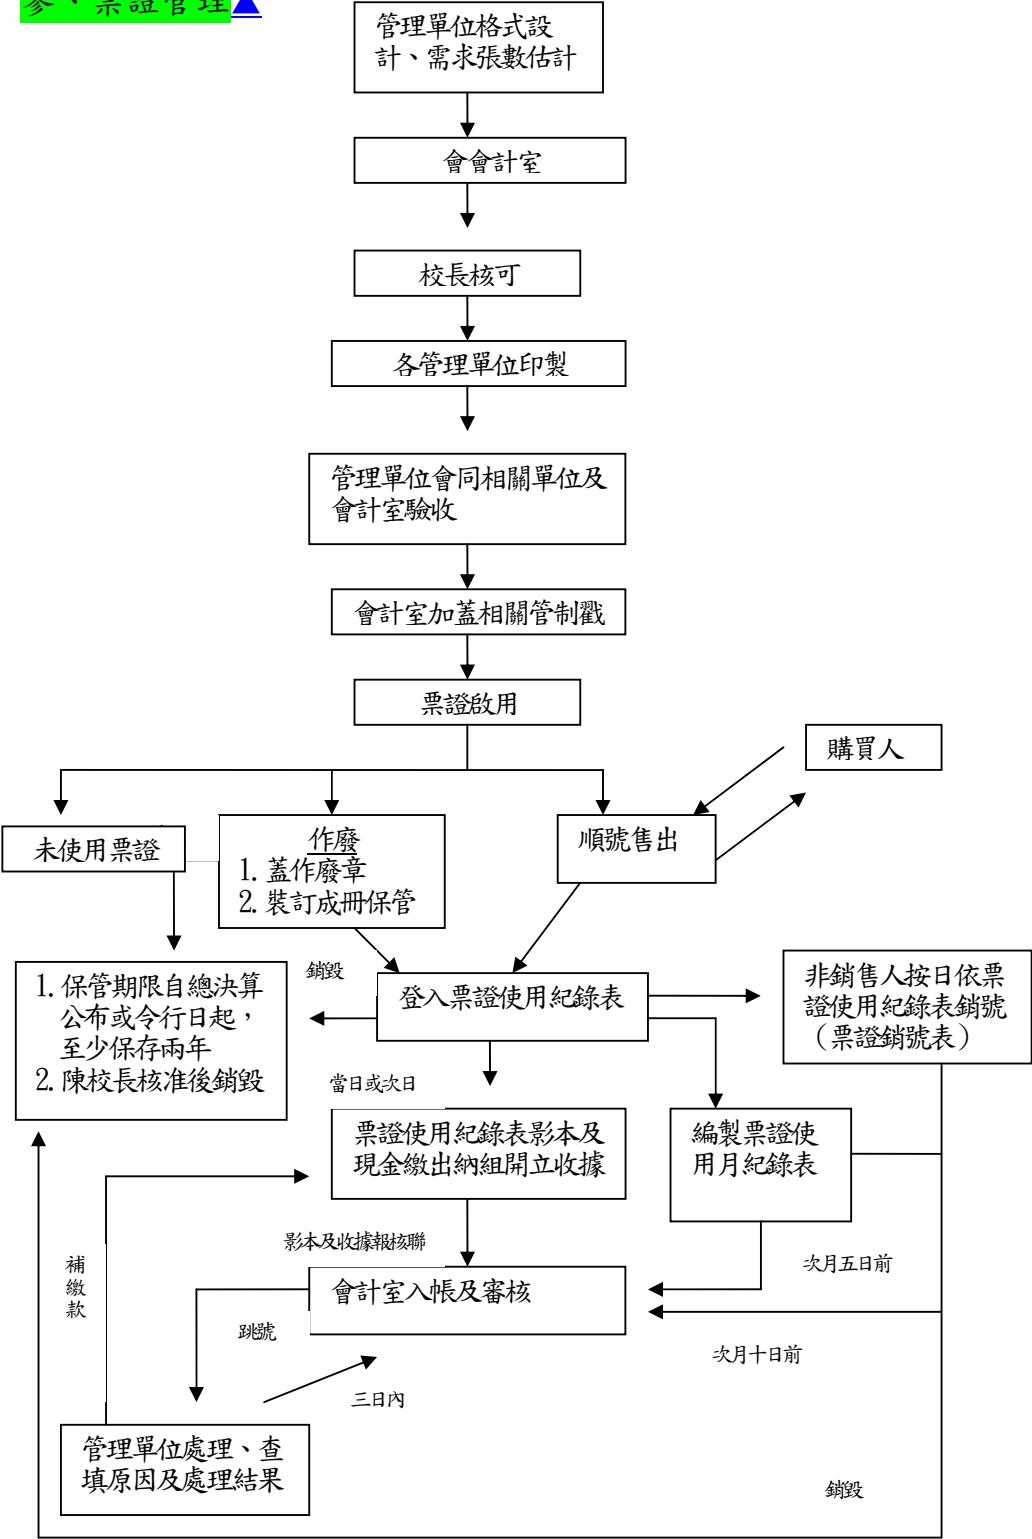 參、票證管理▲
管理單位格式設
計、需求張數估計
會會計室
校長核可
各管理單位印製
管理單位會同相關單位及
會計室驗收
會計室加蓋相關管制戳
票證啟用
購買人
未使用票證
作廢
1. 蓋作廢章
2. 裝訂成冊保管
順號售出
1. 保管期限自總決算
公布或令行日起，
至少保存兩年
2. 陳校長核准後銷毀
銷毀
登入票證使用紀錄表
非銷售人按日依票
證使用紀錄表銷號
（票證銷號表）
當日或次日
票證使用紀錄表影本及
現金繳出納組開立收據
編製票證使
用月紀錄表
影本及收據報核聯
補
繳
款
次月五日前
會計室入帳及審核
跳號
次月十日前
三日內
管理單位處理、查
填原因及處理結果
銷毀